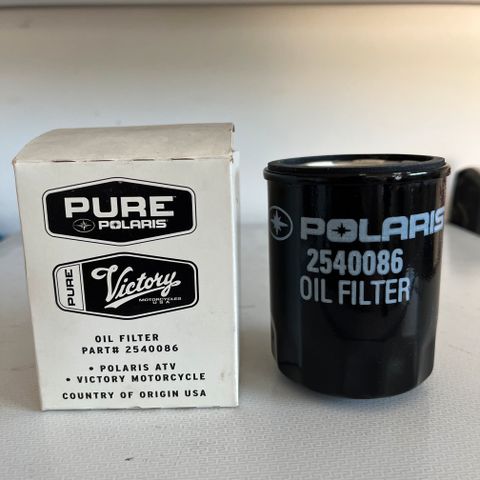 PURE
POLARIS
PURE
Victory
MOTORCYCLES
USA
OIL FILTER
PART# 2540086
• POLARIS ATV
• VICTORY MOTORCYCLE
COUNTRY OF ORIGIN USA
POLARIS
2540086
OIL FILTER